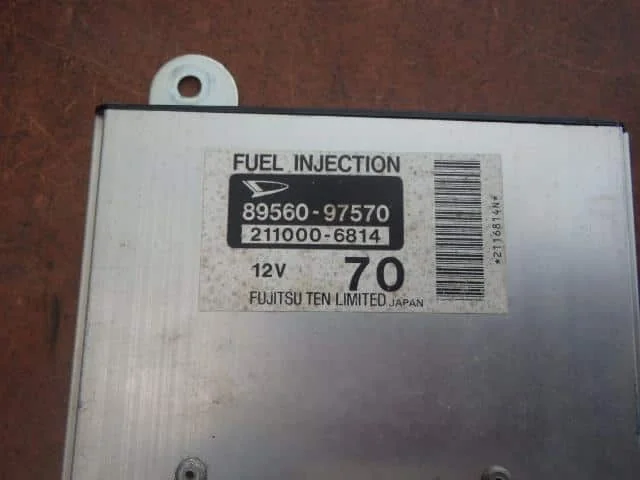 FUEL INJECTION
89560-97570
211000-6814
12V 70
FUJITSU TEN LIMITED JAPAN
*2116814N*